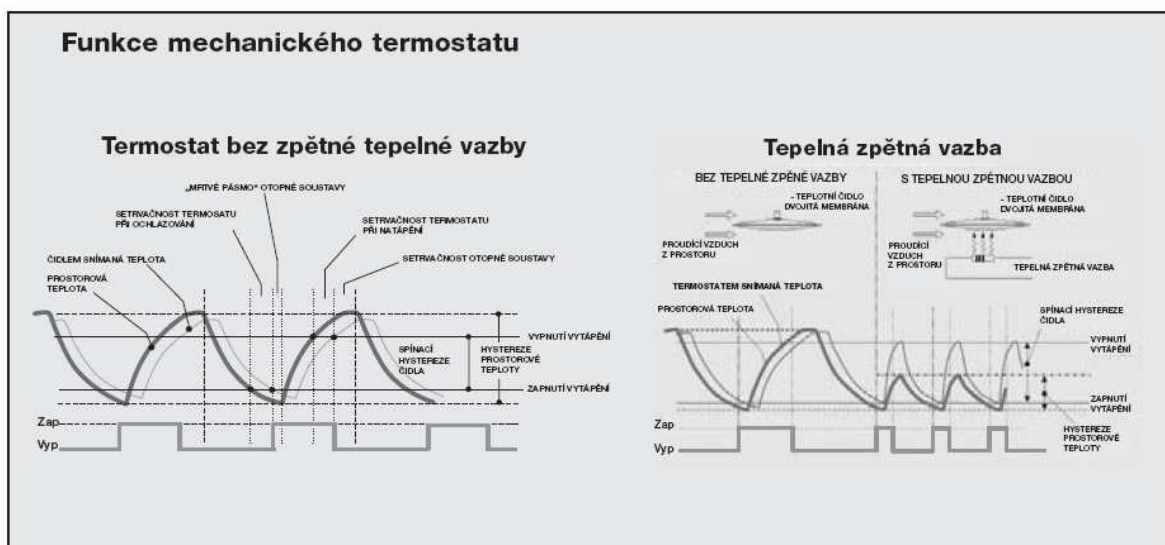 Funkce mechanického termostatu
Termostat bez zpětné tepelné vazby
„MRTVÉ PÁSMO“ OTOPNÉ SOUSTAVY
SETRVAČNOST TERMOSATU
PŘI OCHLAZOVÁNÍ
SETRVAČNOST TERMOSTATU
PŘI NATÁPĚNÍ
ČIDLEM SNÍMANÁ TEPLOTA
SETRVAČNOST OTOPNÉ SOUSTAVY
PROSTOROVÁ
TEPLOTA
VYPNUTÍ VYTÁPĚNÍ
SPÍNACÍ
HYSTEREZE
ČIDLA
HYSTEREZE
PROSTOROVÉ
TEPLOTY
ZAPNUTÍ VYTÁPĚNÍ
Zap
Vyp
Tepelná zpětná vazba
BEZ TEPELNÉ ZPĚNÉ VAZBY
- TEPLOTNÍ ČIDLO
DVOJITÁ MEMBRÁNA
PROUDÍCÍ VZDUCH
Z PROSTORU
S TEPELNOU ZPĚTNOU VAZBOU
- TEPLOTNÍ ČIDLO
DVOJITÁ MEMBRÁNA
PROUDÍCÍ
VZDUCH
Z PROSTORU
TEPELNÁ ZPĚTNÁ VAZBA
TERMOSTATEM SNÍMANÁ TEPLOTA
PROSTOROVÁ TEPLOTA
SPÍNACÍ HYSTEREZE
ČIDLA
VYPNUTÍ
VYTÁPĚNÍ
ZAPNUTÍ
VYTÁPĚNÍ
HYSTEREZE
PROSTOROVÉ
TEPLOTY
Zap
Vyp